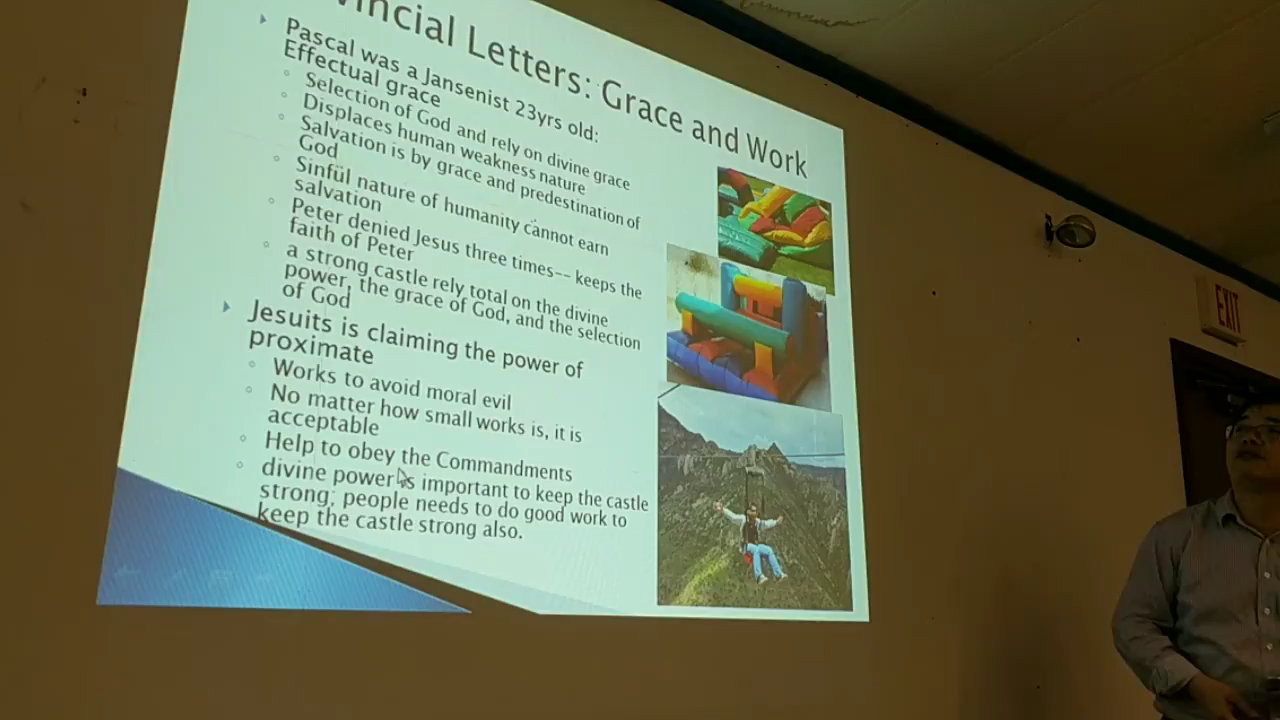 vincial Letters: Grace and Work
Pascal was a Jansenist 23yrs old:
Effectual grace
Selection of God and rely on divine grace
Displaces human weakness nature
Salvation is by grace and predestination of
God
Sinful nature of humanity cannot earn
salvation
Peter denied Jesus three times-- keeps the
faith of Peter
a strong castle rely total on the divine
power, the grace of God, and the selection
of God
Jesuits is claiming the power of
proximate
Works to avoid moral evil
No matter how small works is, it is
acceptable
Help to obey the Commandments
divine power is important to keep the castle
strong; people needs to do good work to
keep the castle strong also.
EXIT